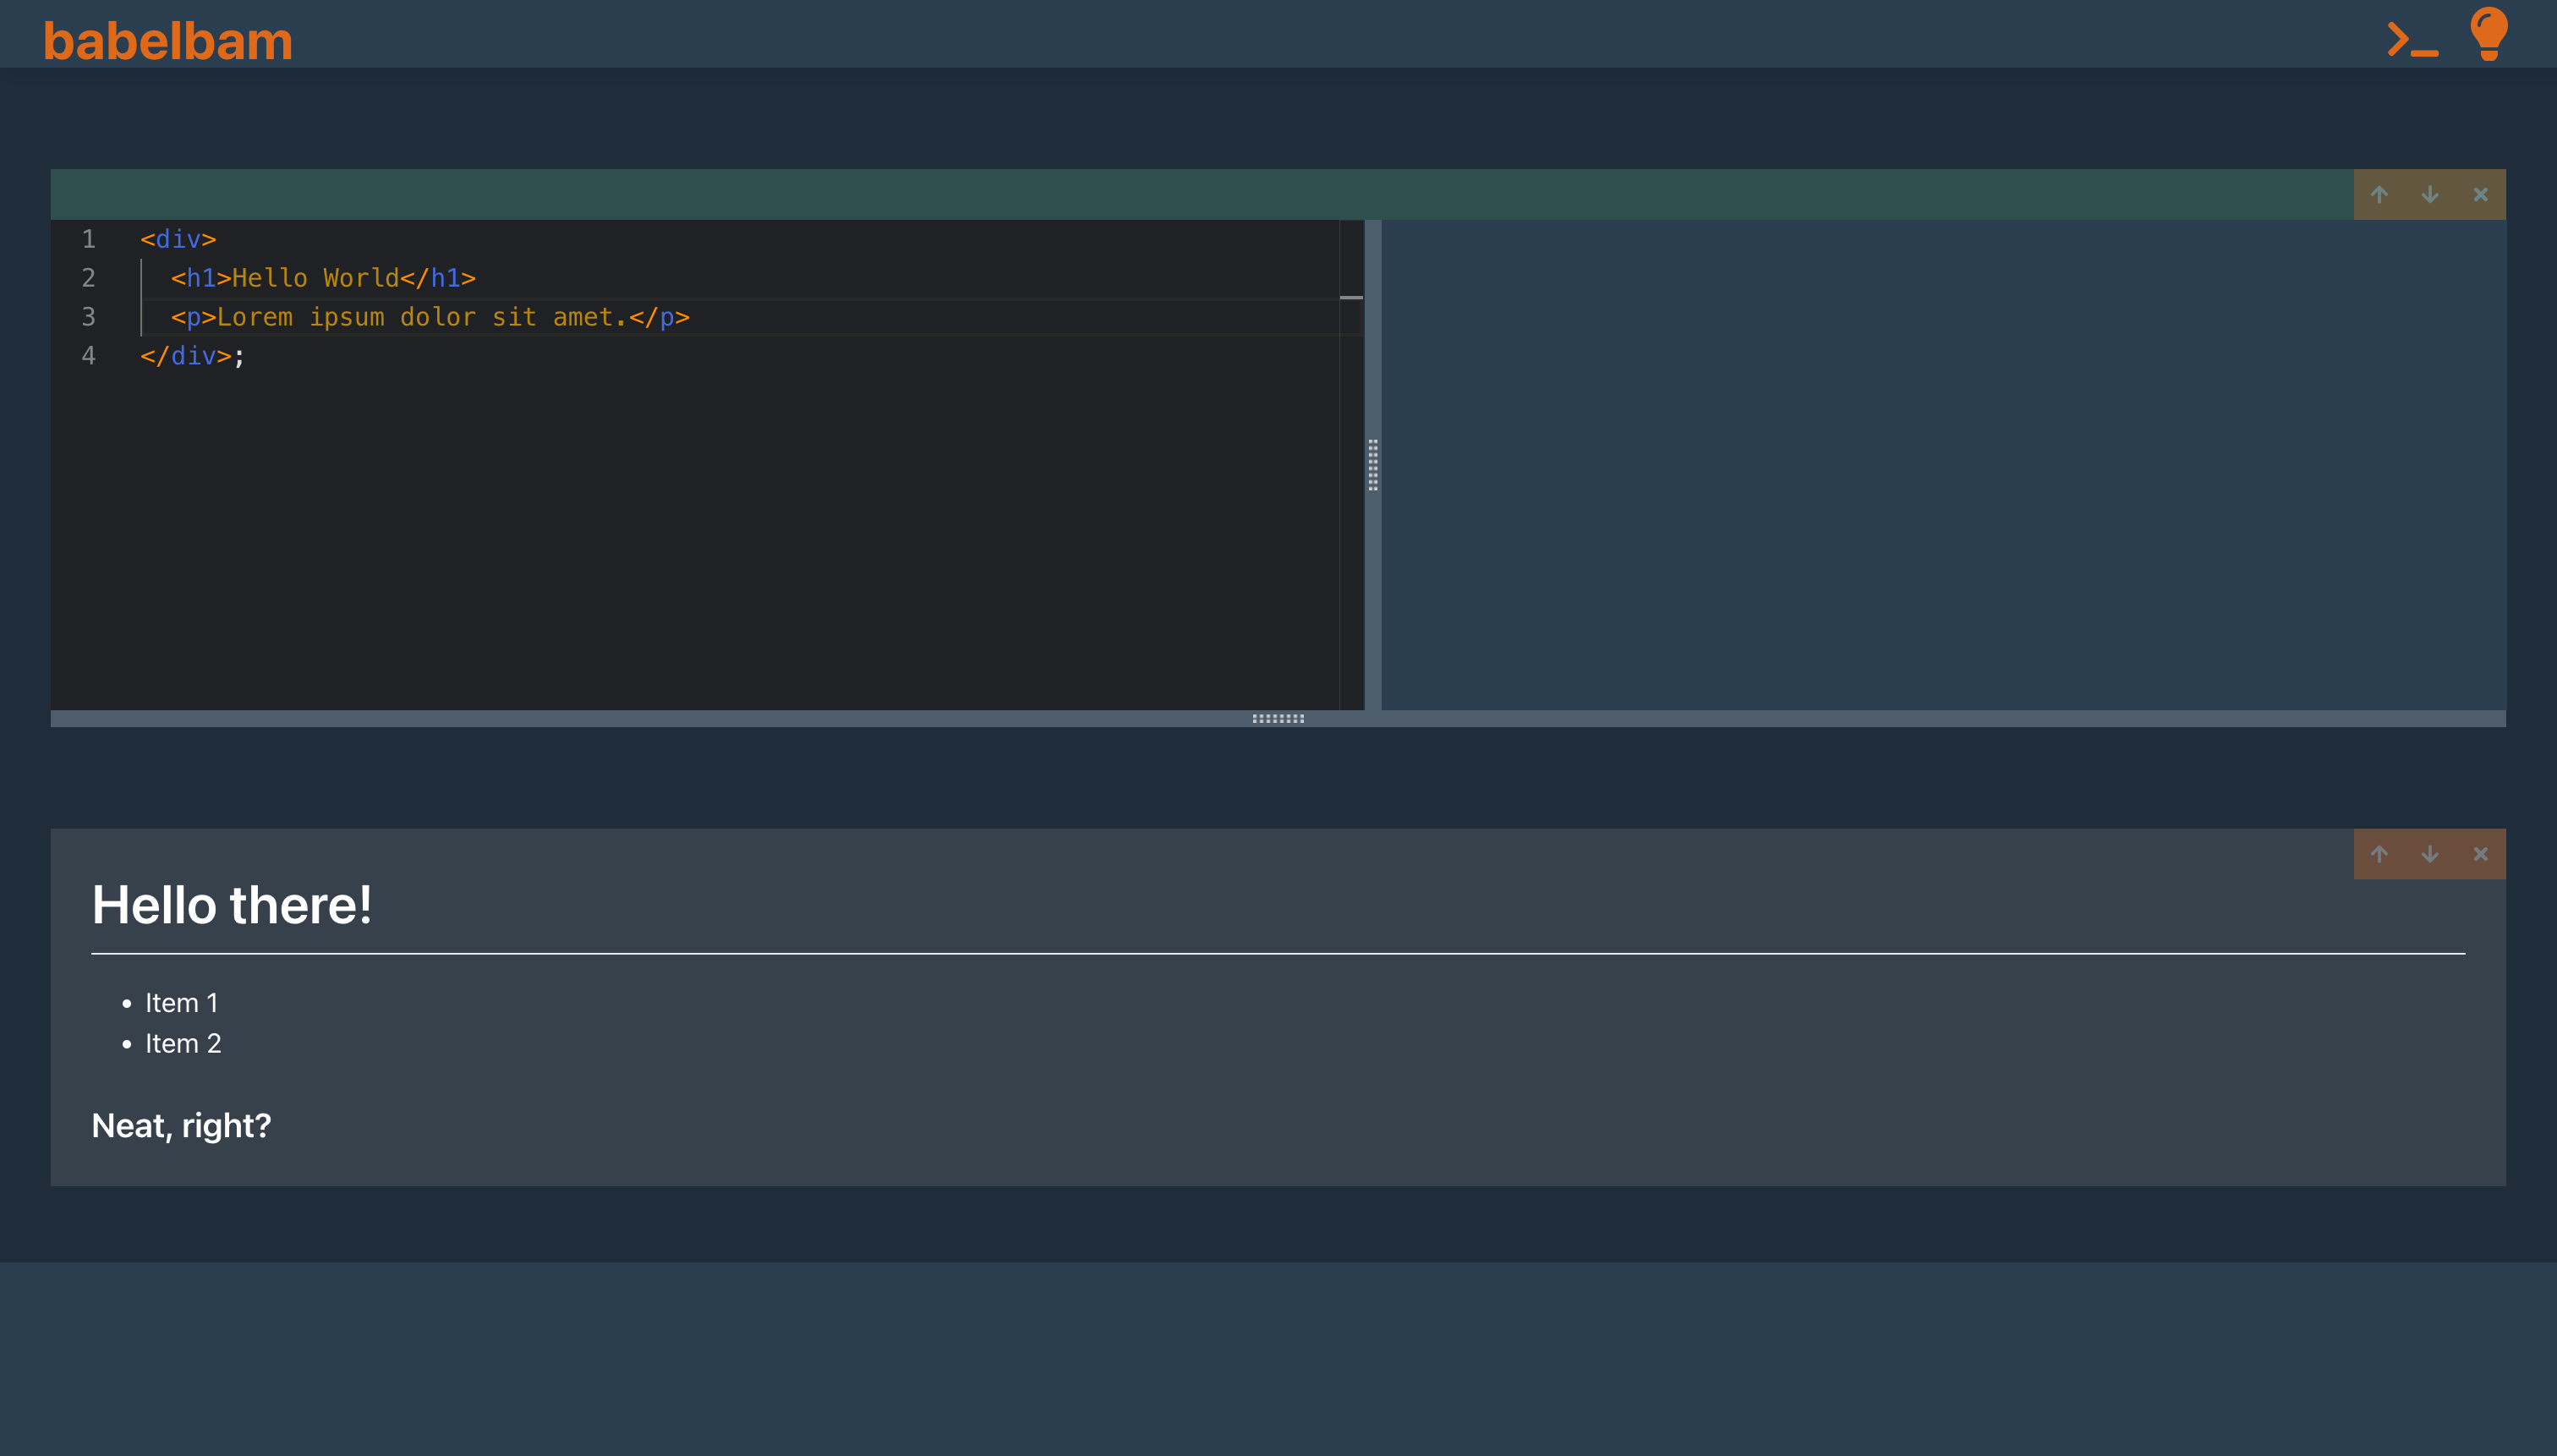 babelbam
1 <div>
2   <h1>Hello World</h1>
3   <p>Lorem ipsum dolor sit amet.</p>
4 </div>;
Hello there!
• Item 1
• Item 2
Neat, right?